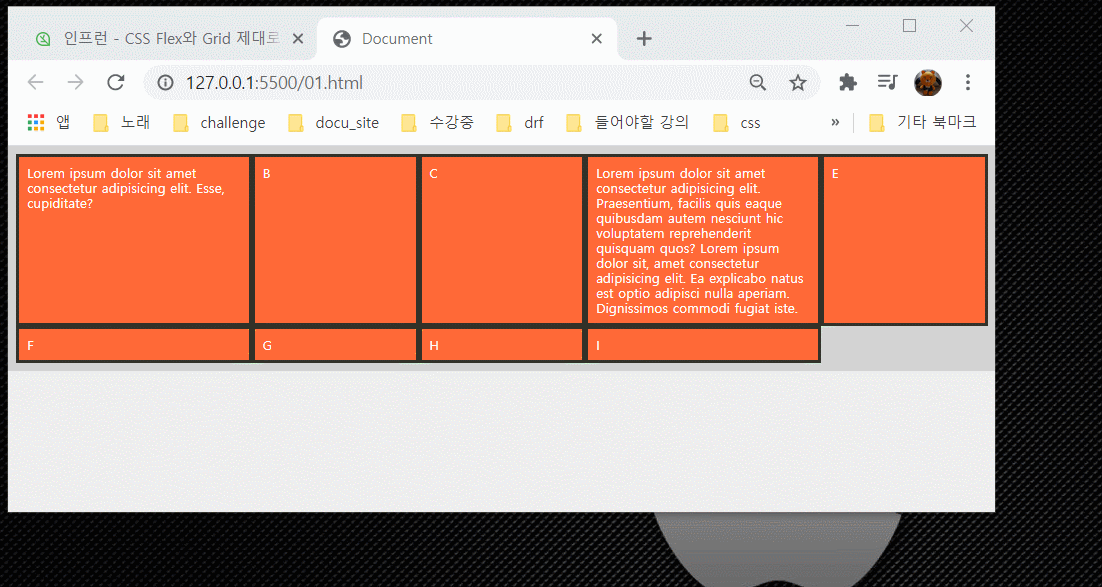 인프런 - CSS Flex와 Grid 제대로
Document
127.0.0.1:5500/01.html
앱
노래
challenge
docu_site
수강중
drf
들어야할 강의
css
»
기타 북마크
Lorem ipsum dolor sit amet
consectetur adipisicing elit. Esse,
cupiditate?
B
C
Lorem ipsum dolor sit amet
consectetur adipisicing elit.
Praesentium, facilis quis eaque
quibusdam autem nesciunt hic
voluptatem reprehenderit
quisquam quos? Lorem ipsum
dolor sit, amet consectetur
adipisicing elit. Ea explicabo natus
est optio adipisci nulla aperiam.
Dignissimos commodi fugiat iste.
E
F
G
H
I